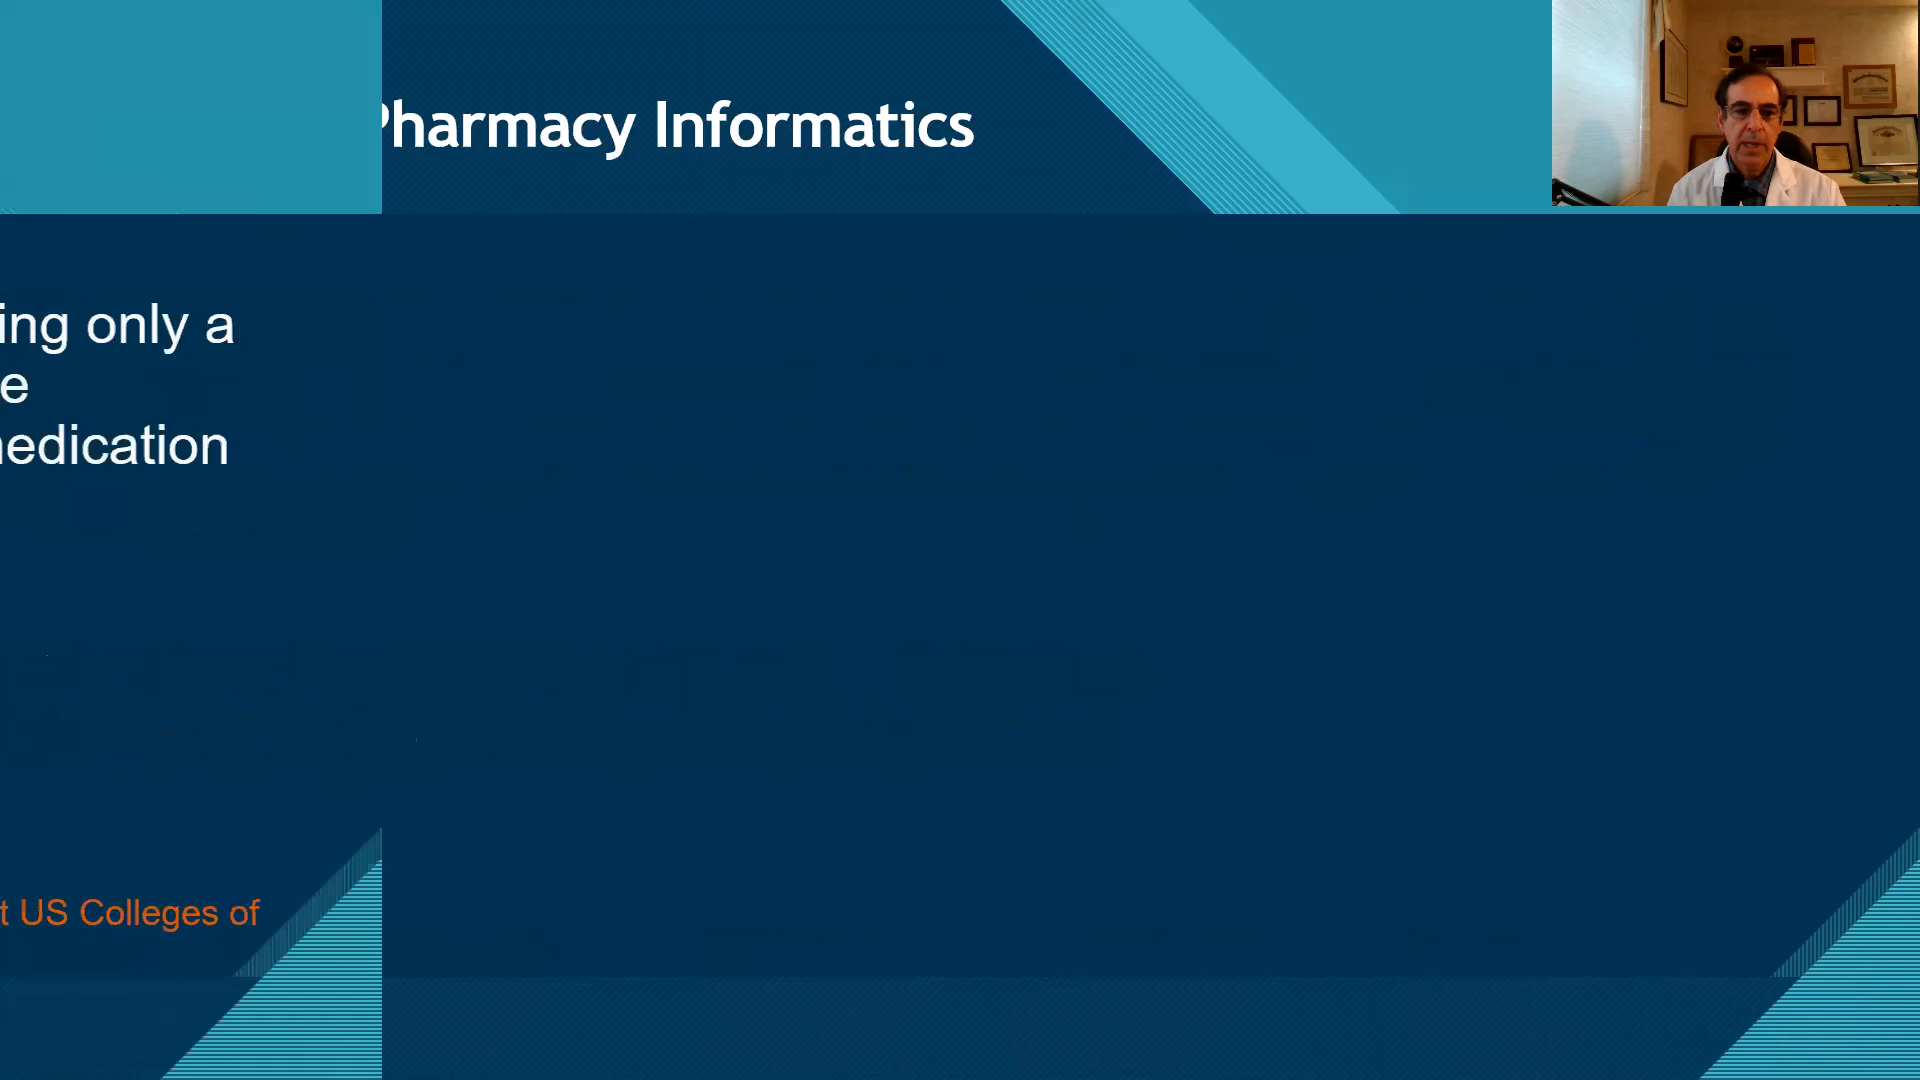 Pharmacy Informatics
ing only a
e
edication
t US Colleges of